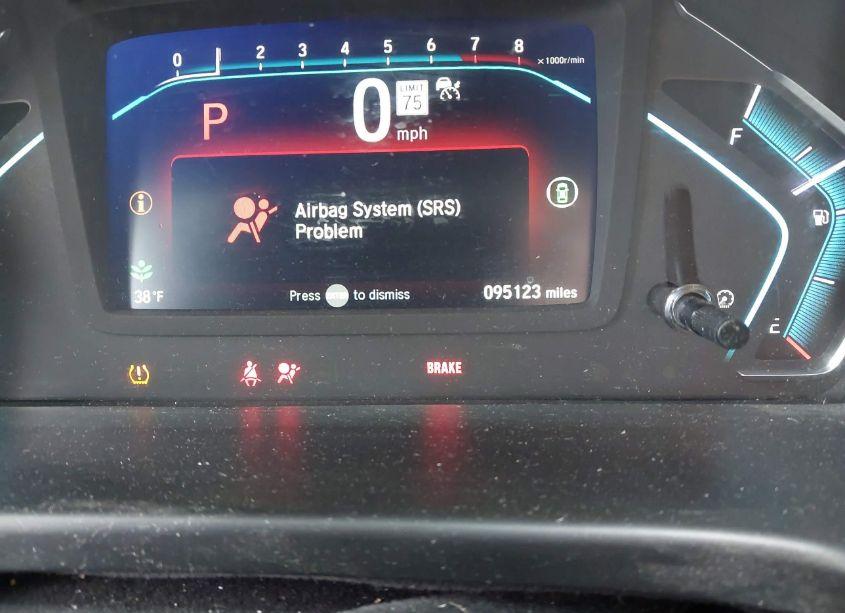 0 2 3 4 5 6 7 8 ×1000r/min
LIMIT
75
P
0 mph
F
i
Airbag System (SRS)
Problem
38°F
Press ENTER to dismiss
095123 miles
E
BRAKE